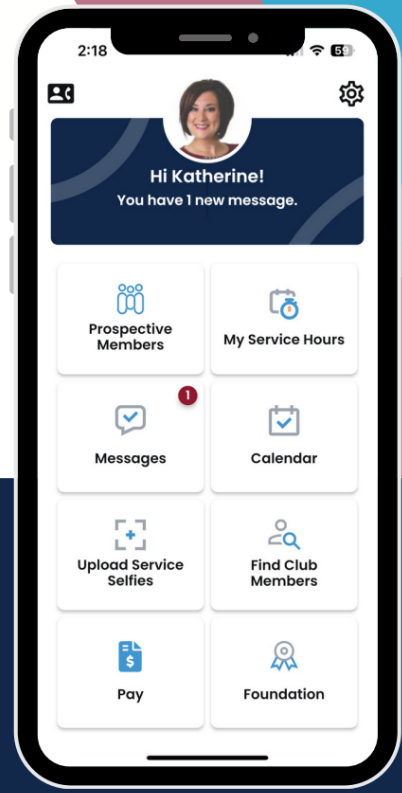 2:18
59
Hi Katherine!
You have 1 new message.
Prospective
Members
My Service Hours
1
Messages
Calendar
Upload Service
Selfies
Find Club
Members
$
Pay
Foundation